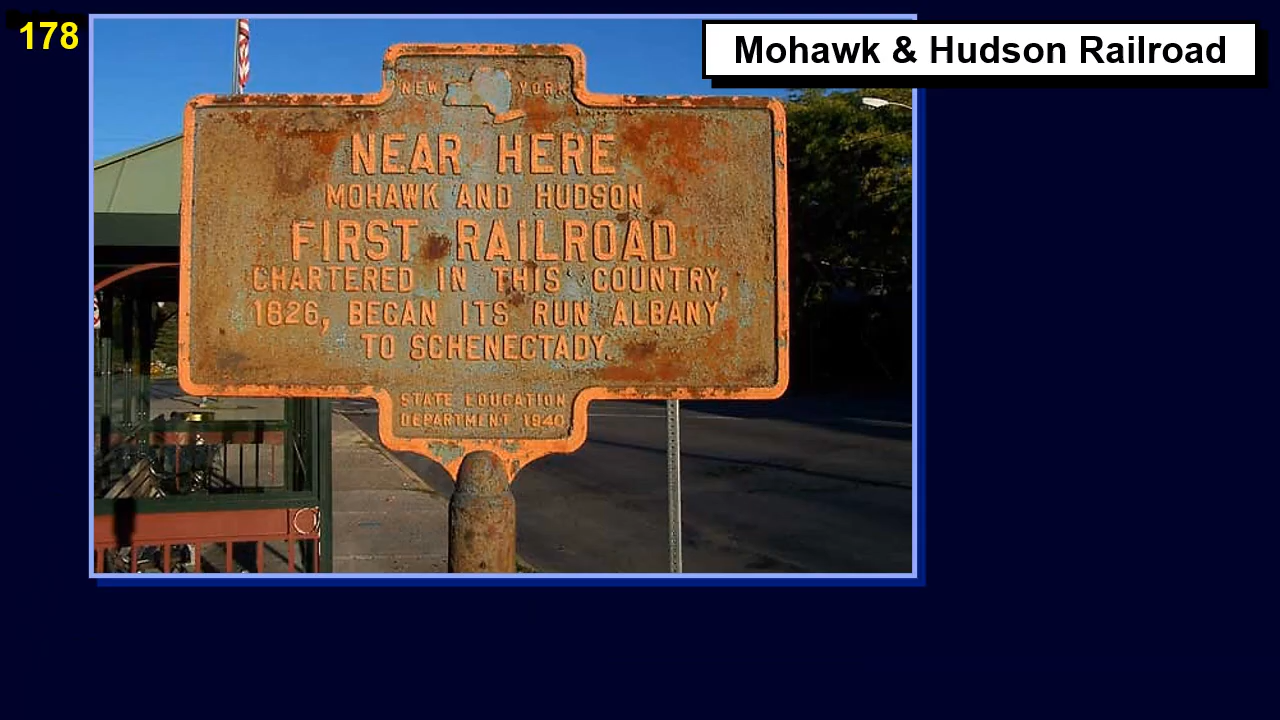 178
Mohawk & Hudson Railroad
NEW YORK
NEAR HERE
MOHAWK AND HUDSON
FIRST RAILROAD
CHARTERED IN THIS COUNTRY,
1826, BEGAN ITS RUN ALBANY
TO SCHENECTADY.
STATE EDUCATION
DEPARTMENT 1940